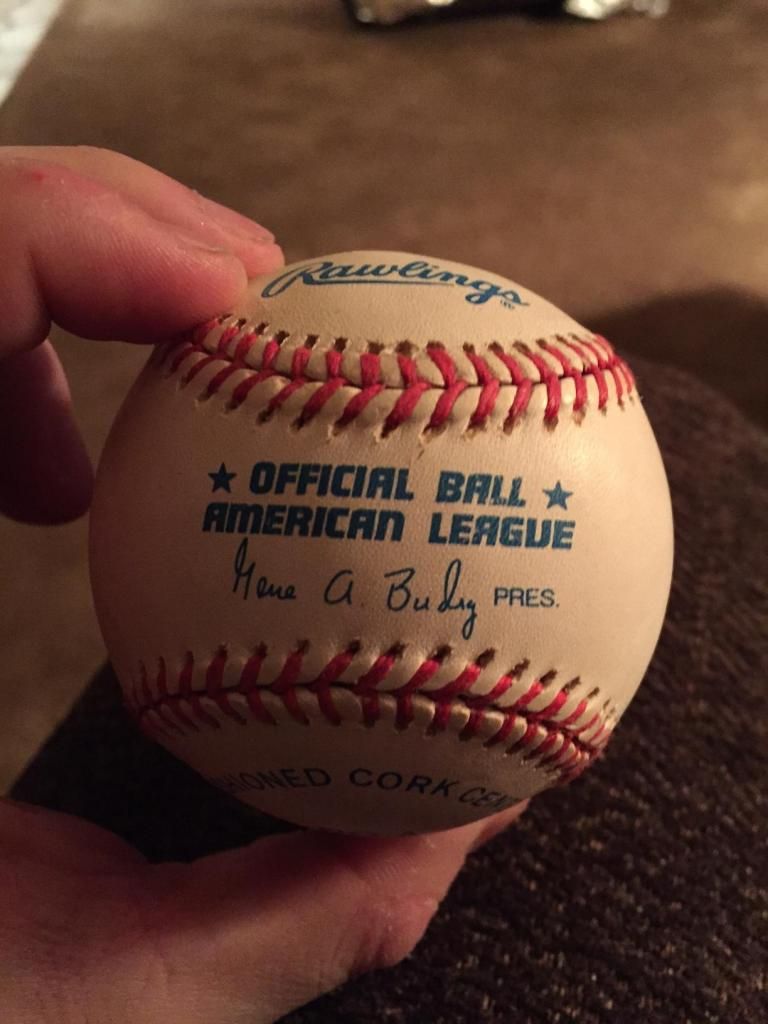 Rawlings
★ OFFICIAL BALL ★
AMERICAN LEAGUE
Gene A. Budig PRES.
CORK